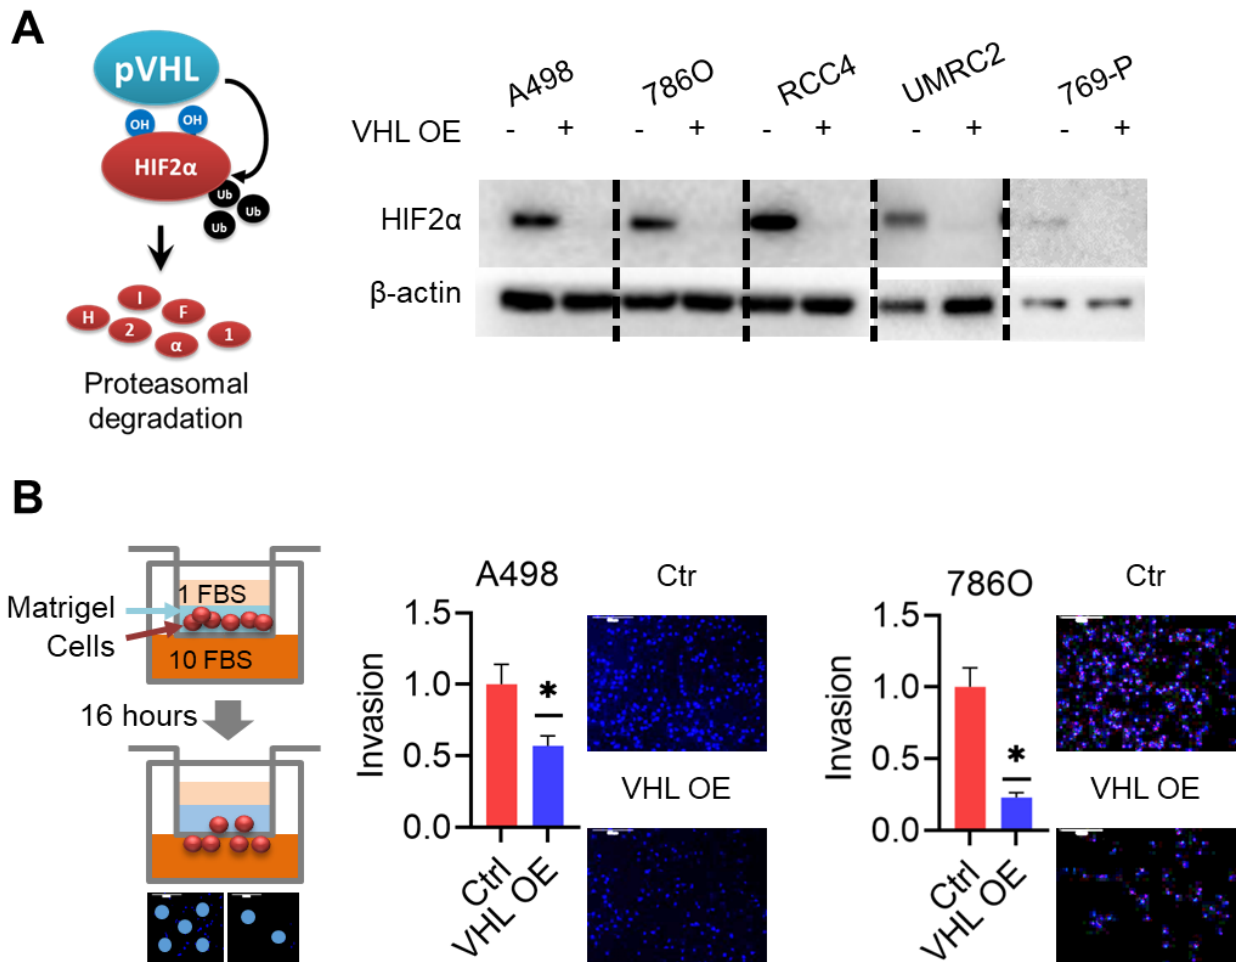 A
pVHL
OH OH
HIF2α
Ub
Ub
Ub
I
H F
2 1
α
Proteasomal
degradation
A498 786O RCC4 UMRC2 769-P
VHL OE - + - + - + - + - +
HIF2α
β-actin
B
1 FBS
Matrigel
Cells
10 FBS
16 hours
A498
Invasion
1.5
1.0
0.5
0.0
*
Ctrl
VHL OE
Ctr
VHL OE
786O
Invasion
1.5
1.0
0.5
0.0
*
Ctrl
VHL OE
Ctr
VHL OE